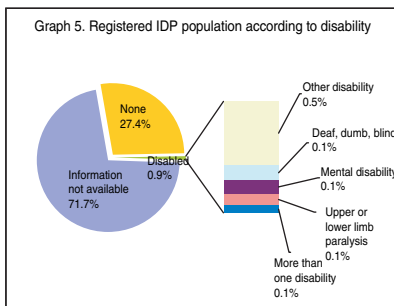 Graph 5. Registered IDP population according to disability
None
27.4%
Disabled
0.9%
Information
not available
71.7%
Other disability
0.5%
Deaf, dumb, blind
0.1%
Mental disability
0.1%
Upper or
lower limb
paralysis
0.1%
More than
one disability
0.1%